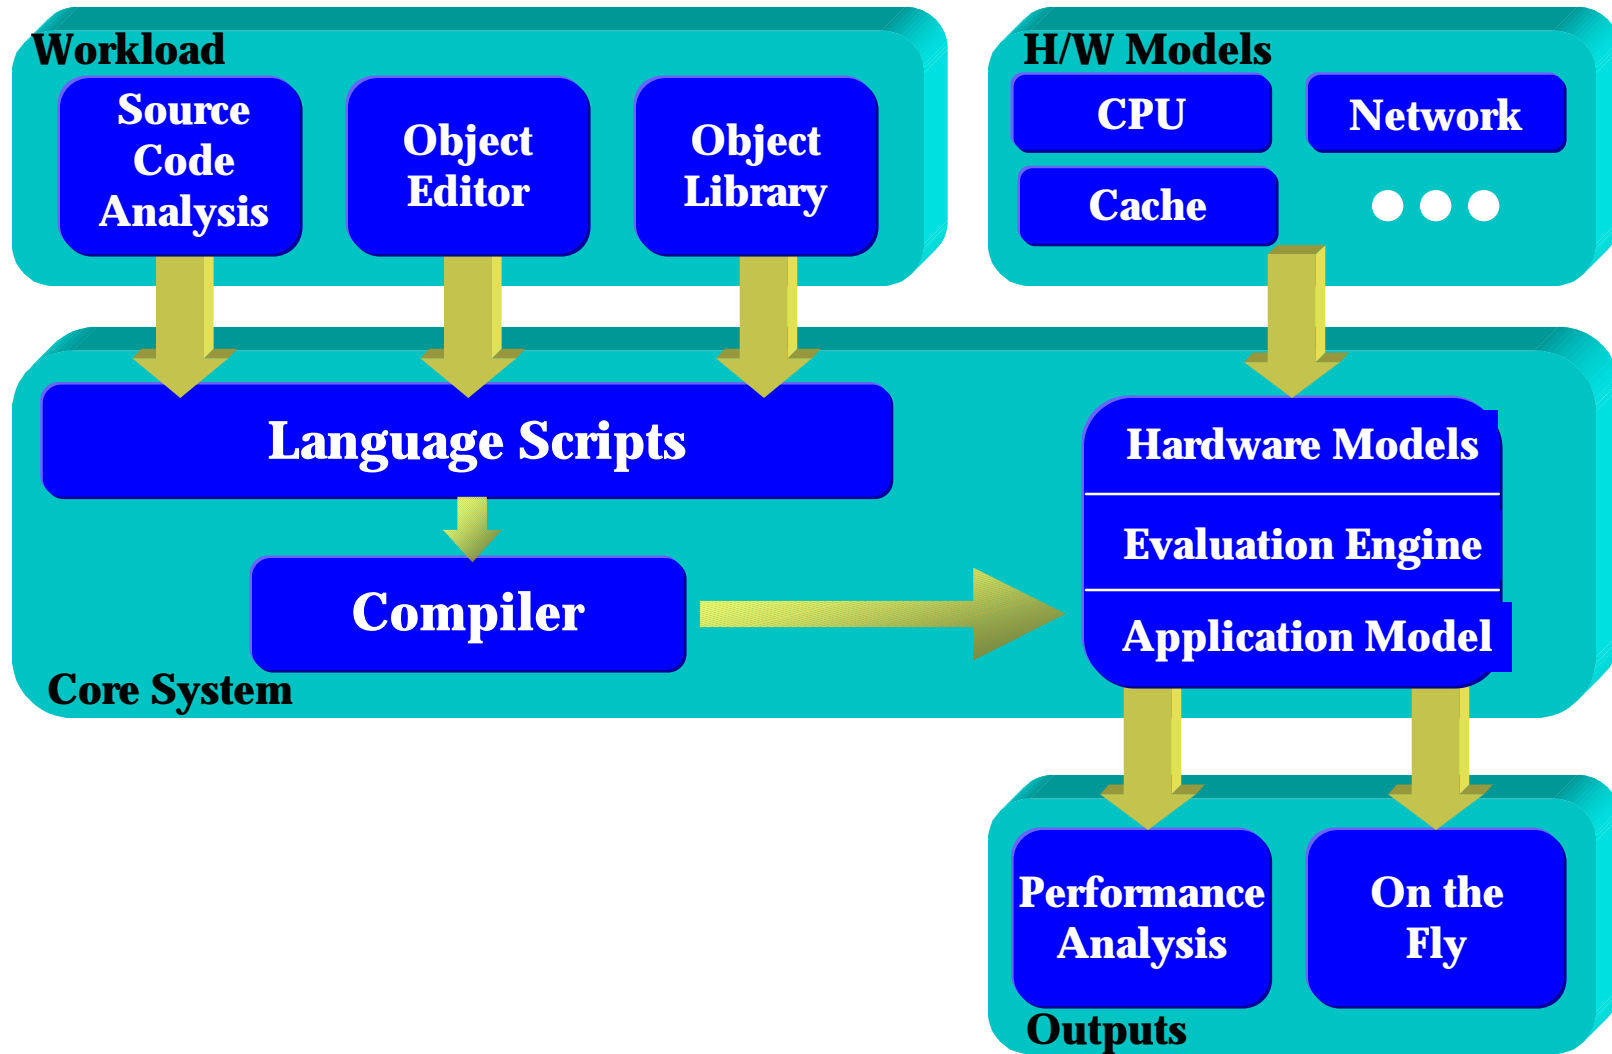 Workload
Source
Code
Analysis
Object
Editor
Object
Library
H/W Models
CPU
Network
Cache
Language Scripts
Compiler
Core System
Hardware Models
Evaluation Engine
Application Model
Performance
Analysis
On the
Fly
Outputs